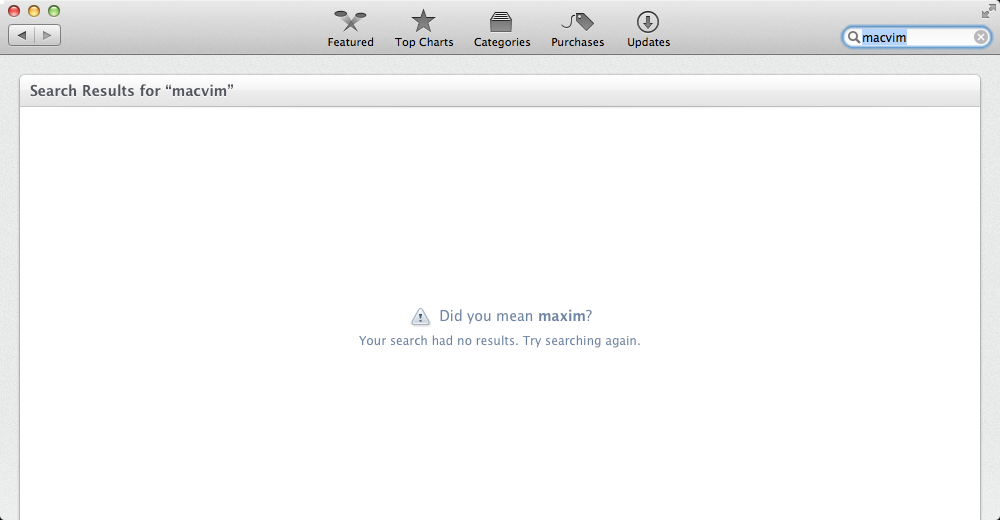 Featured
Top Charts
Categories
Purchases
Updates
macvim
Search Results for “macvim”
Did you mean maxim?
Your search had no results. Try searching again.